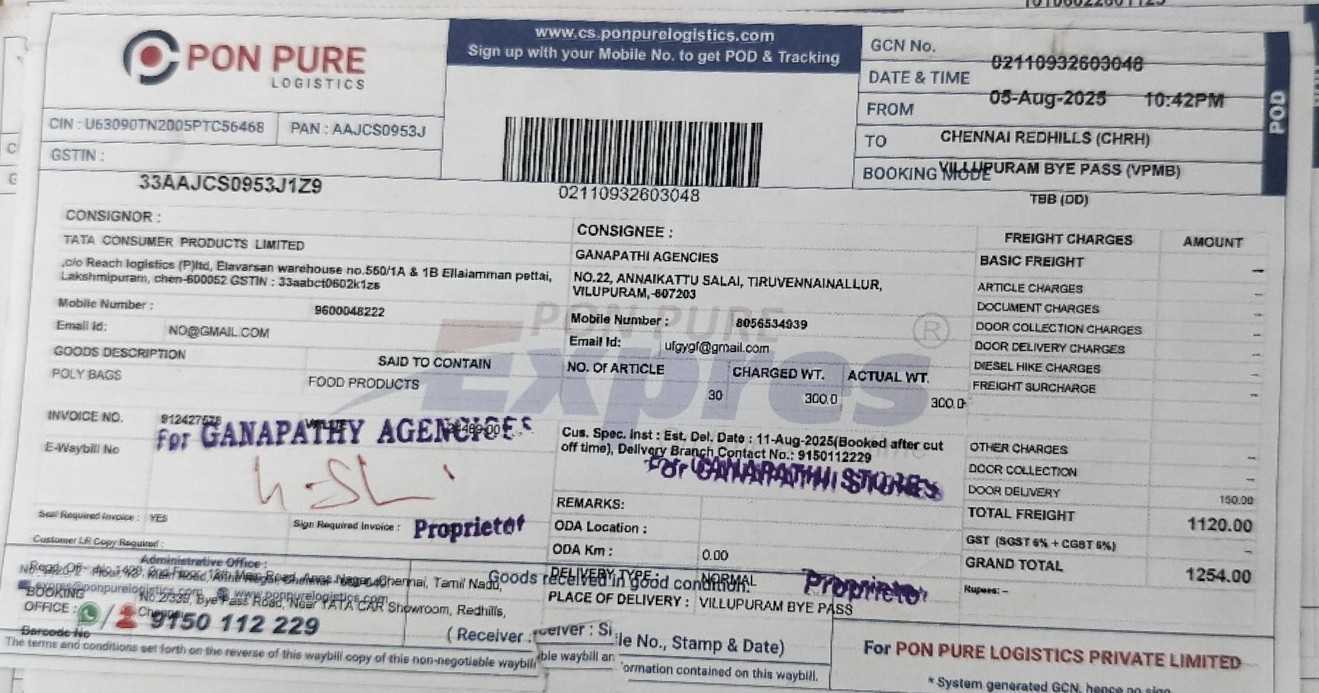 PON PURE
LOGISTICS
CIN : U63090TN2005PTC56468
PAN : AAJCS0953J
GSTIN :
33AAJCS0953J1Z9
www.cs.ponpurelogistics.com
Sign up with your Mobile No. to get POD & Tracking
02110932603048
GCN No.
02110932603048
DATE & TIME
05-Aug-2025 10:42PM
FROM
CHENNAI REDHILLS (CHRH)
TO
VILLUPURAM BYE PASS (VPMB)
BOOKING MODE
TBB (DD)
POD
CONSIGNOR :
TATA CONSUMER PRODUCTS LIMITED
,c/o Reach logistics (P)ltd, Elavarsan warehouse no.560/1A & 1B Ellaiamman pettai,
Lakshmipuram, chen-600052 GSTIN : 33aabct0602k1zs
Mobile Number : 9600048222
Email Id: NO@GMAIL.COM
GOODS DESCRIPTION SAID TO CONTAIN
POLY BAGS FOOD PRODUCTS
CONSIGNEE :
GANAPATHI AGENCIES
NO.22, ANNAIKATTU SALAI, TIRUVENNAINALLUR,
VILUPURAM,-607203
Mobile Number : 8056534939
Email Id: ufgygf@gmail.com
NO. OF ARTICLE CHARGED WT. ACTUAL WT.
30 300.0 300.0
PON PURE
Expres ®
FREIGHT CHARGES AMOUNT
BASIC FREIGHT –
ARTICLE CHARGES –
DOCUMENT CHARGES –
DOOR COLLECTION CHARGES –
DOOR DELIVERY CHARGES –
DIESEL HIKE CHARGES –
FREIGHT SURCHARGE –
OTHER CHARGES –
DOOR COLLECTION –
DOOR DELIVERY 150.00
TOTAL FREIGHT 1120.00
GST (SGST 6% + CGST 6%) –
GRAND TOTAL 1254.00
Rupees: –
INVOICE NO.
E-Waybill No
For GANAPATHY AGENCIES
Proprietor
Seal Required Invoice : YES
Sign Required Invoice :
Customer LR Copy Required :
Cus. Spec. Inst : Est. Del. Date : 11-Aug-2025(Booked after cut
off time), Delivery Branch Contact No.: 9150112229
For GANAPATHI STORES
Proprietor
REMARKS:
ODA Location :
ODA Km : 0.00
DELIVERY TYPE : NORMAL
PLACE OF DELIVERY : VILLUPURAM BYE PASS
Goods received in good condition.
Administrative Office :
Chennai, Tamil Nadu,
BOOKING
OFFICE :
No.2/339, Bye Pass Road, Near TATA CAR Showroom, Redhills,
Chennai
9150 112 229
Barcode No
( Receiver :
ile No., Stamp & Date)
The terms and conditions set forth on the reverse of this waybill copy of this non-negotiable waybill
ormation contained on this waybill.
For PON PURE LOGISTICS PRIVATE LIMITED
* System generated GCN, hence no sign